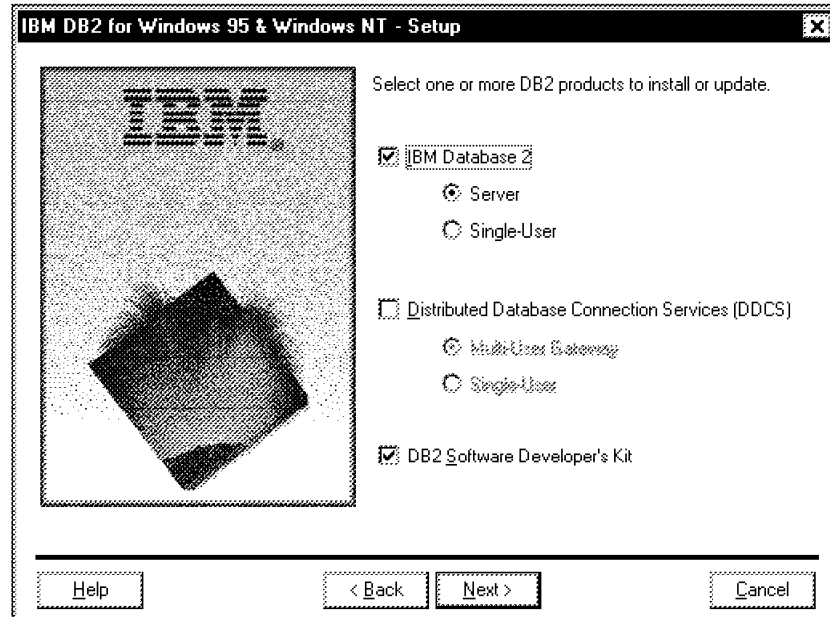 IBM DB2 for Windows 95 & Windows NT - Setup
IBM®
Select one or more DB2 products to install or update.
IBM Database 2
Server
Single-User
Distributed Database Connection Services (DDCS)
Multi-User Gateway
Single-User
DB2 Software Developer's Kit
Help
< Back
Next >
Cancel